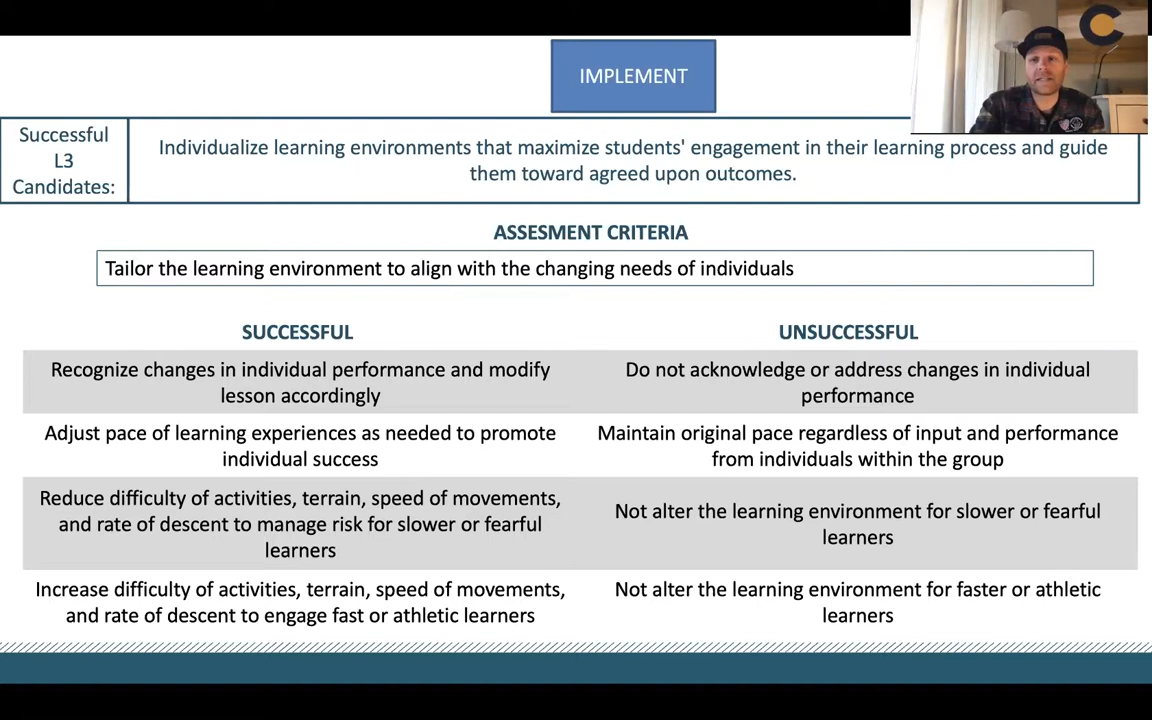 IMPLEMENT
Successful
L3
Candidates:
Individualize learning environments that maximize students' engagement in their learning process and guide
them toward agreed upon outcomes.
ASSESMENT CRITERIA
Tailor the learning environment to align with the changing needs of individuals
SUCCESSFUL
UNSUCCESSFUL
Recognize changes in individual performance and modify
lesson accordingly
Do not acknowledge or address changes in individual
performance
Adjust pace of learning experiences as needed to promote
individual success
Maintain original pace regardless of input and performance
from individuals within the group
Reduce difficulty of activities, terrain, speed of movements,
and rate of descent to manage risk for slower or fearful
learners
Not alter the learning environment for slower or fearful
learners
Increase difficulty of activities, terrain, speed of movements,
and rate of descent to engage fast or athletic learners
Not alter the learning environment for faster or athletic
learners